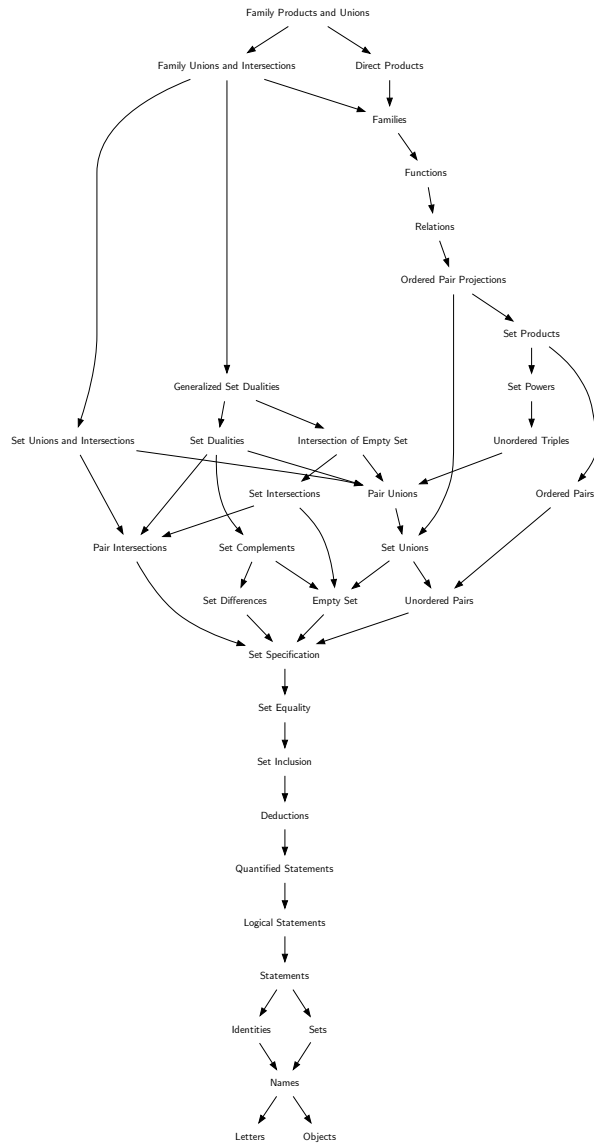 Family Products and Unions
Family Unions and Intersections
Direct Products
Families
Functions
Relations
Ordered Pair Projections
Set Products
Generalized Set Dualities
Set Powers
Set Unions and Intersections
Set Dualities
Intersection of Empty Set
Unordered Triples
Set Intersections
Pair Unions
Ordered Pairs
Pair Intersections
Set Complements
Set Unions
Set Differences
Empty Set
Unordered Pairs
Set Specification
Set Equality
Set Inclusion
Deductions
Quantified Statements
Logical Statements
Statements
Identities
Sets
Names
Letters
Objects